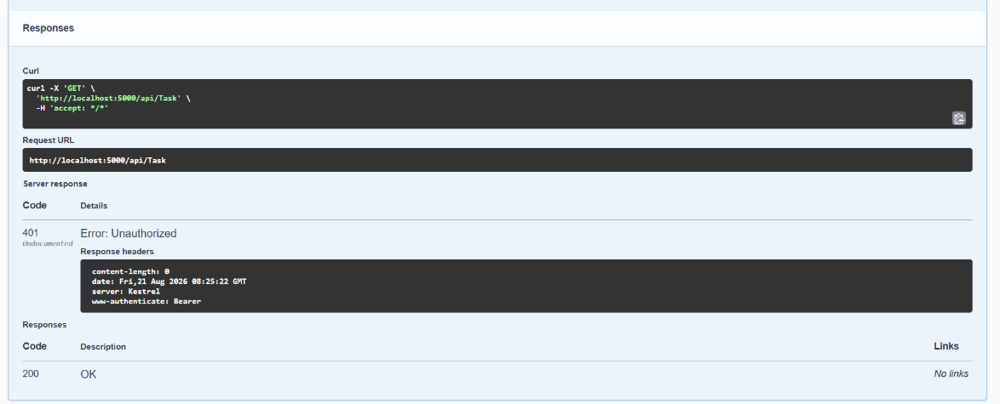 Responses
Curl
curl -X 'GET' \
  'http://localhost:5000/api/Task' \
  -H 'accept: */*'
Request URL
http://localhost:5000/api/Task
Server response
Code Details
401 Error: Unauthorized
Undocumented
Response headers
content-length: 0
date: Fri,21 Aug 2026 08:25:22 GMT
server: Kestrel
www-authenticate: Bearer
Responses
Code Description Links
200 OK No links